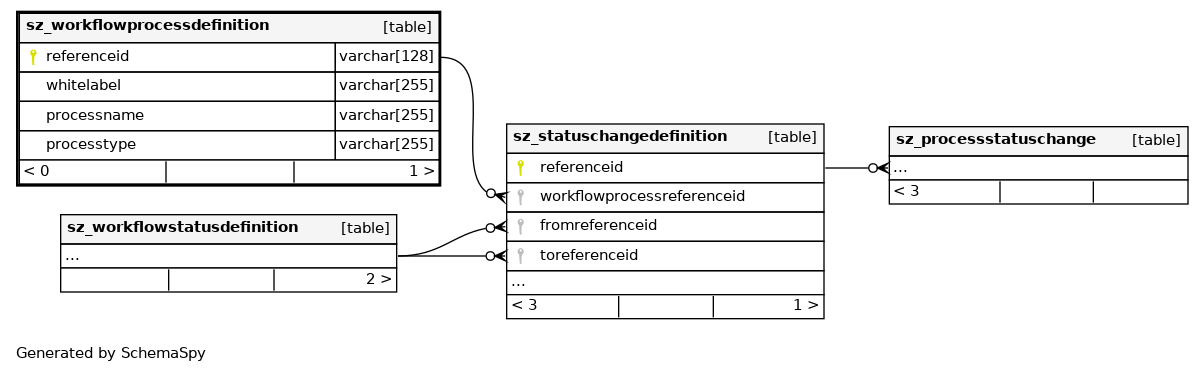 sz_workflowprocessdefinition [table]
referenceid varchar[128]
whitelabel varchar[255]
processname varchar[255]
processtype varchar[255]
< 0 1 >
sz_workflowstatusdefinition [table]
...
2 >
sz_statuschangedefinition [table]
referenceid
workflowprocessreferenceid
fromreferenceid
toreferenceid
...
< 3 1 >
sz_processstatuschange [table]
...
< 3
Generated by SchemaSpy